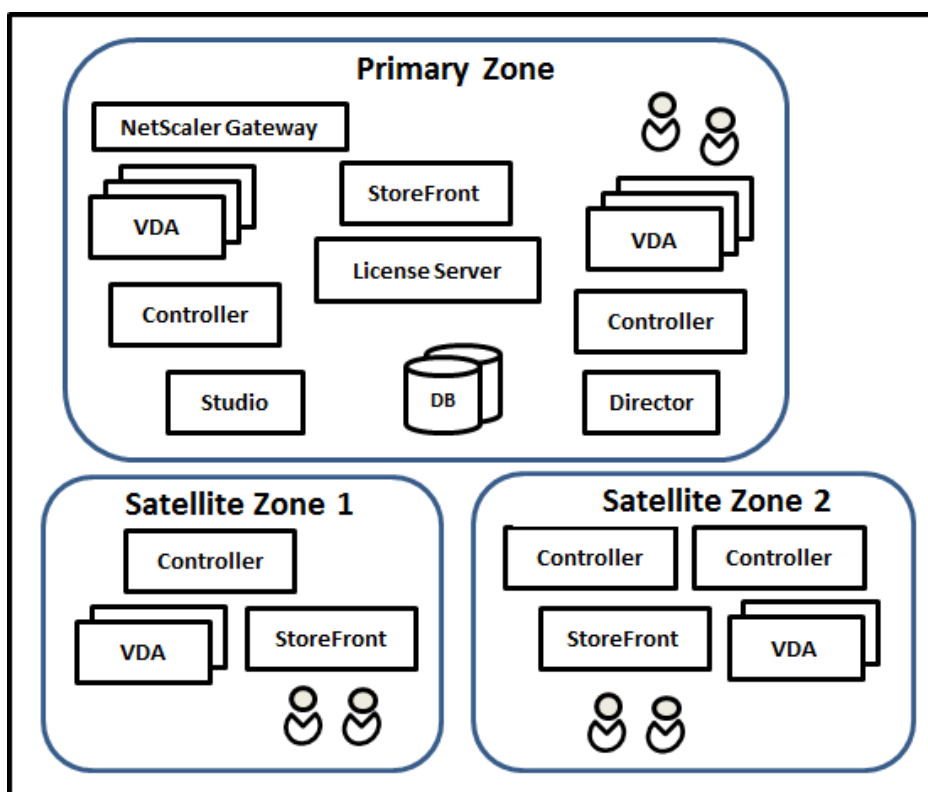 Primary Zone
NetScaler Gateway
StoreFront
VDA
VDA
License Server
Controller
Controller
Studio
DB
Director
Satellite Zone 1
Controller
VDA
StoreFront
Satellite Zone 2
Controller
Controller
StoreFront
VDA